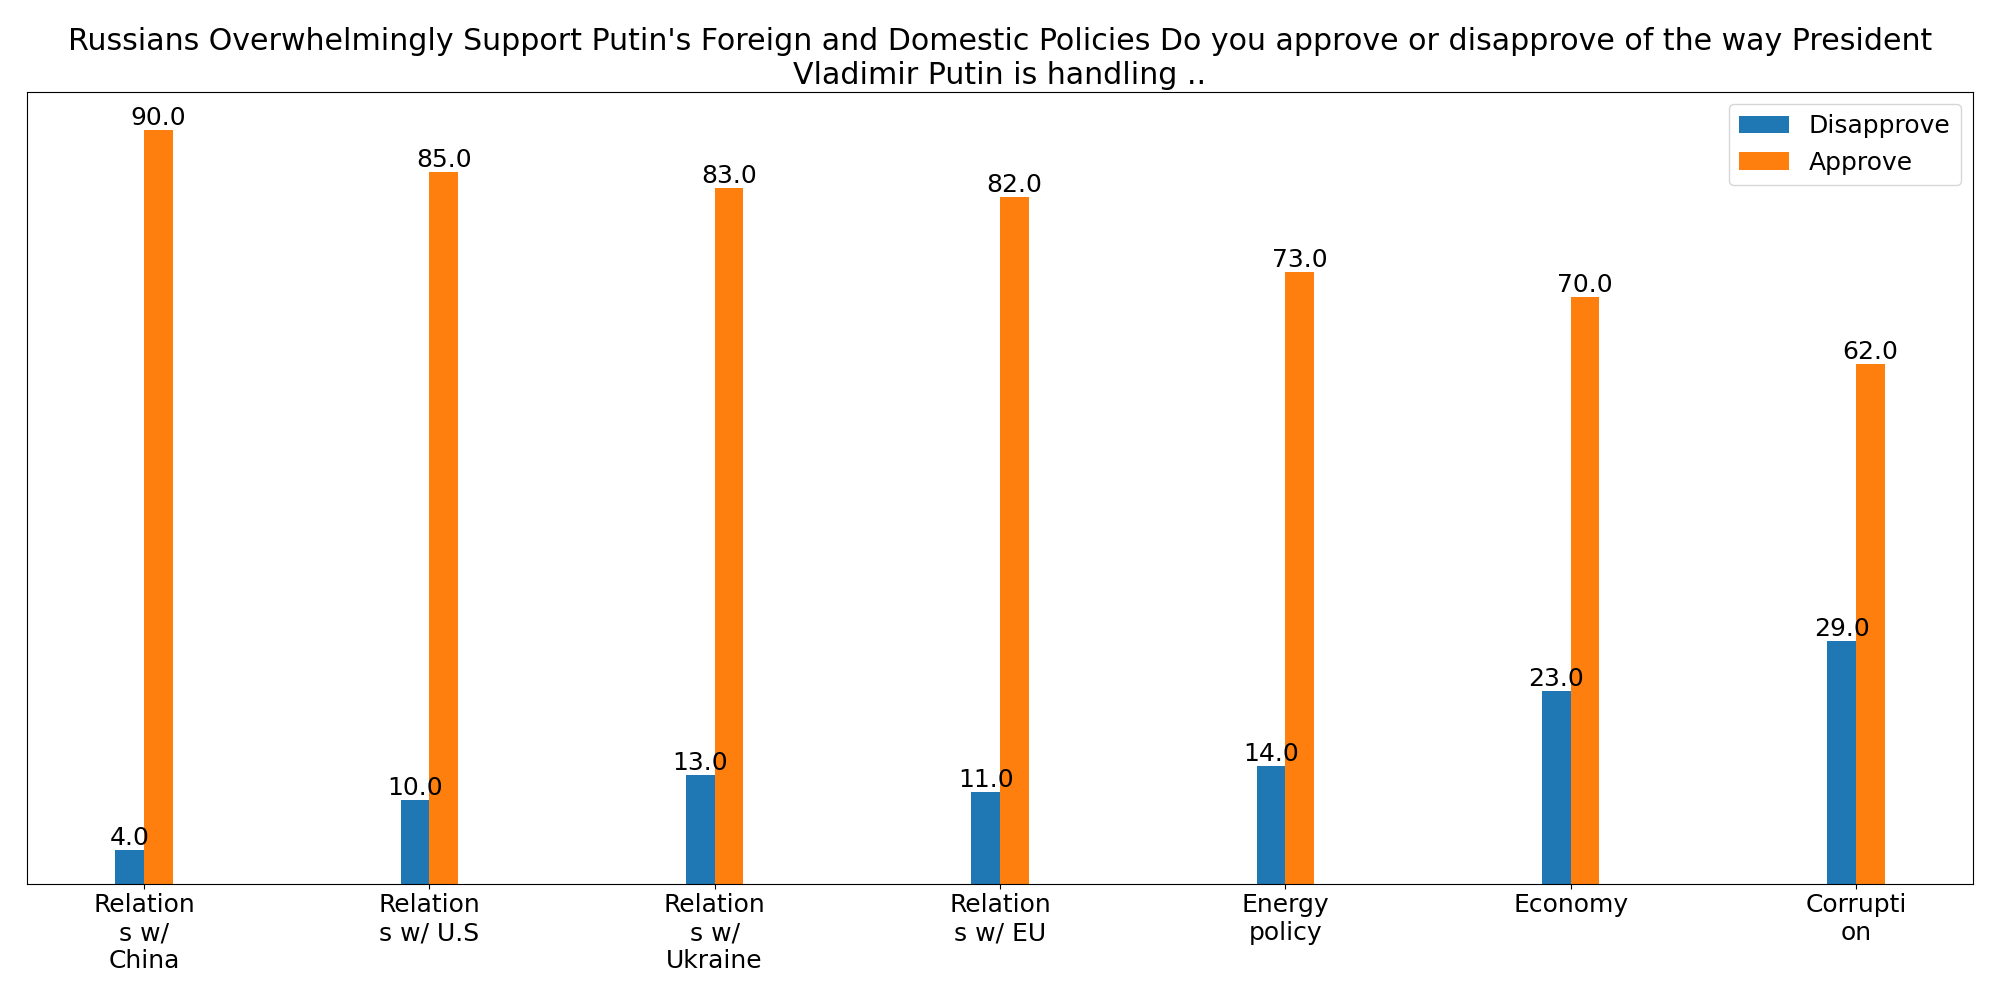 Russians Overwhelmingly Support Putin's Foreign and Domestic Policies Do you approve or disapprove of the way President
Vladimir Putin is handling ..
Disapprove
Approve
90.0
85.0
83.0
82.0
73.0
70.0
62.0
4.0
10.0
13.0
11.0
14.0
23.0
29.0
Relation
s w/
China
Relation
s w/ U.S
Relation
s w/
Ukraine
Relation
s w/ EU
Energy
policy
Economy
Corrupti
on